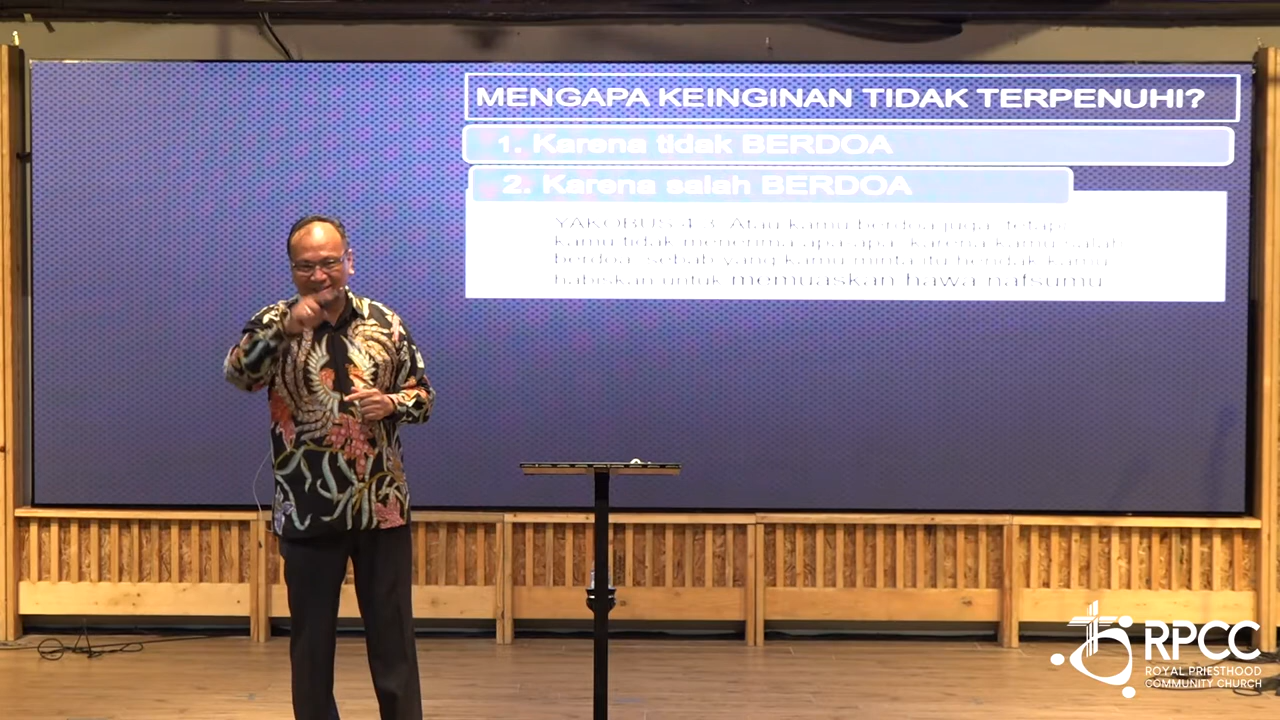 MENGAPA KEINGINAN TIDAK TERPENUHI?
1. Karena tidak BERDOA
2. Karena salah BERDOA
YAKOBUS 4:3 Atau kamu berdoa juga, tetapi
kamu tidak menerima apa-apa, karena kamu salah
berdoa, sebab yang kamu minta itu hendak kamu
habiskan untuk memuaskan hawa nafsumu
RPCC
ROYAL PRIESTHOOD
COMMUNITY CHURCH